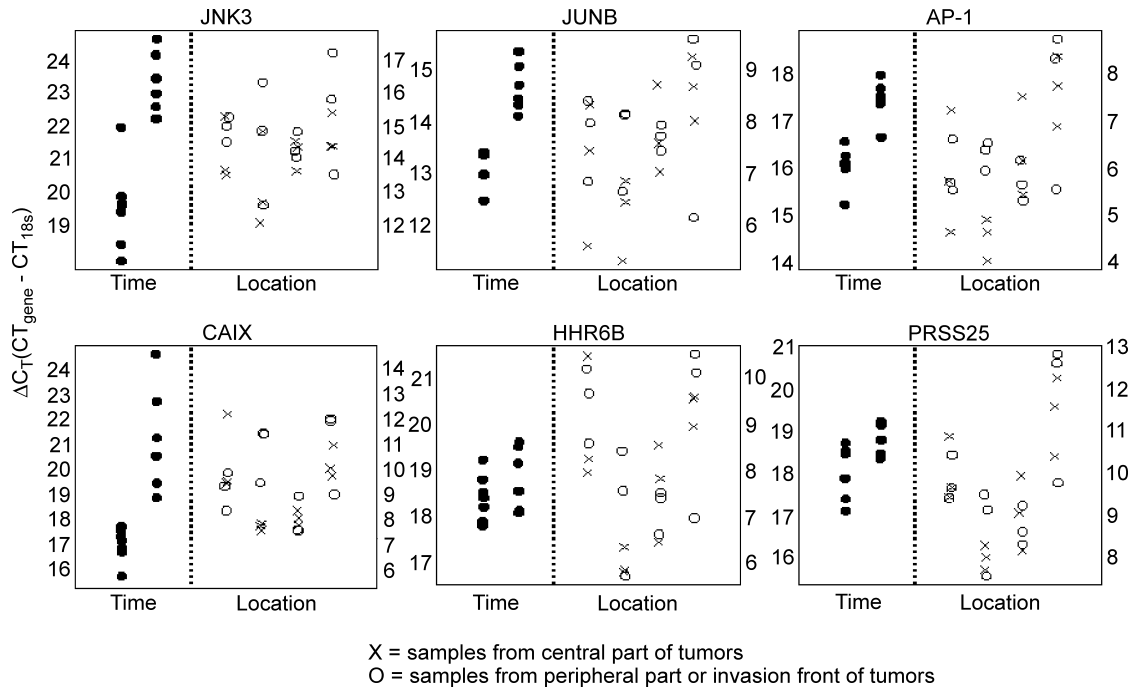 JNK3 JUNB AP-1
24 23 22 21 20 19
17 16 15 14 13 12
15 14 13 12
9 8 7 6
18 17 16 15 14
8 7 6 5 4
Time Location Time Location Time Location
ΔCT(CTgene - CT18s)
CAIX HHR6B PRSS25
24 23 22 21 20 19 18 17 16
14 13 12 11 10 9 8 7 6
21 20 19 18 17
10 9 8 7 6
21 20 19 18 17 16
13 12 11 10 9 8
Time Location Time Location Time Location
X = samples from central part of tumors
O = samples from peripheral part or invasion front of tumors